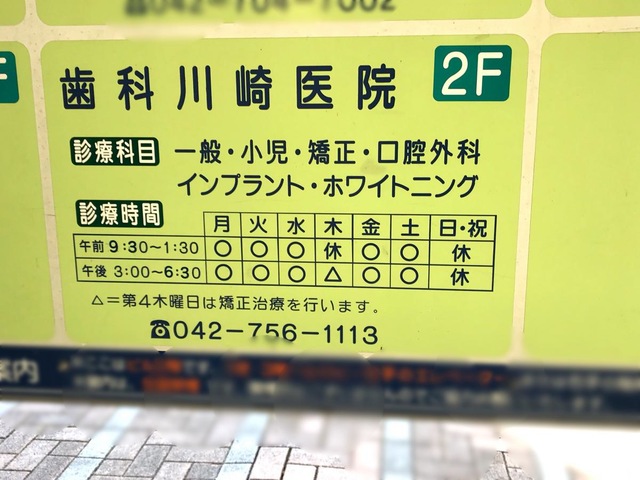 F
歯科川崎医院 2F
診療科目 一般・小児・矯正・口腔外科
インプラント・ホワイトニング
診療時間 月 火 水 木 金 土 日・祝
午前 9:30〜1:30 ○ ○ ○ 休 ○ ○ 休
午後 3:00〜6:30 ○ ○ ○ △ ○ ○ 休
△=第4木曜日は矯正治療を行います。
☎042-756-1113
案内